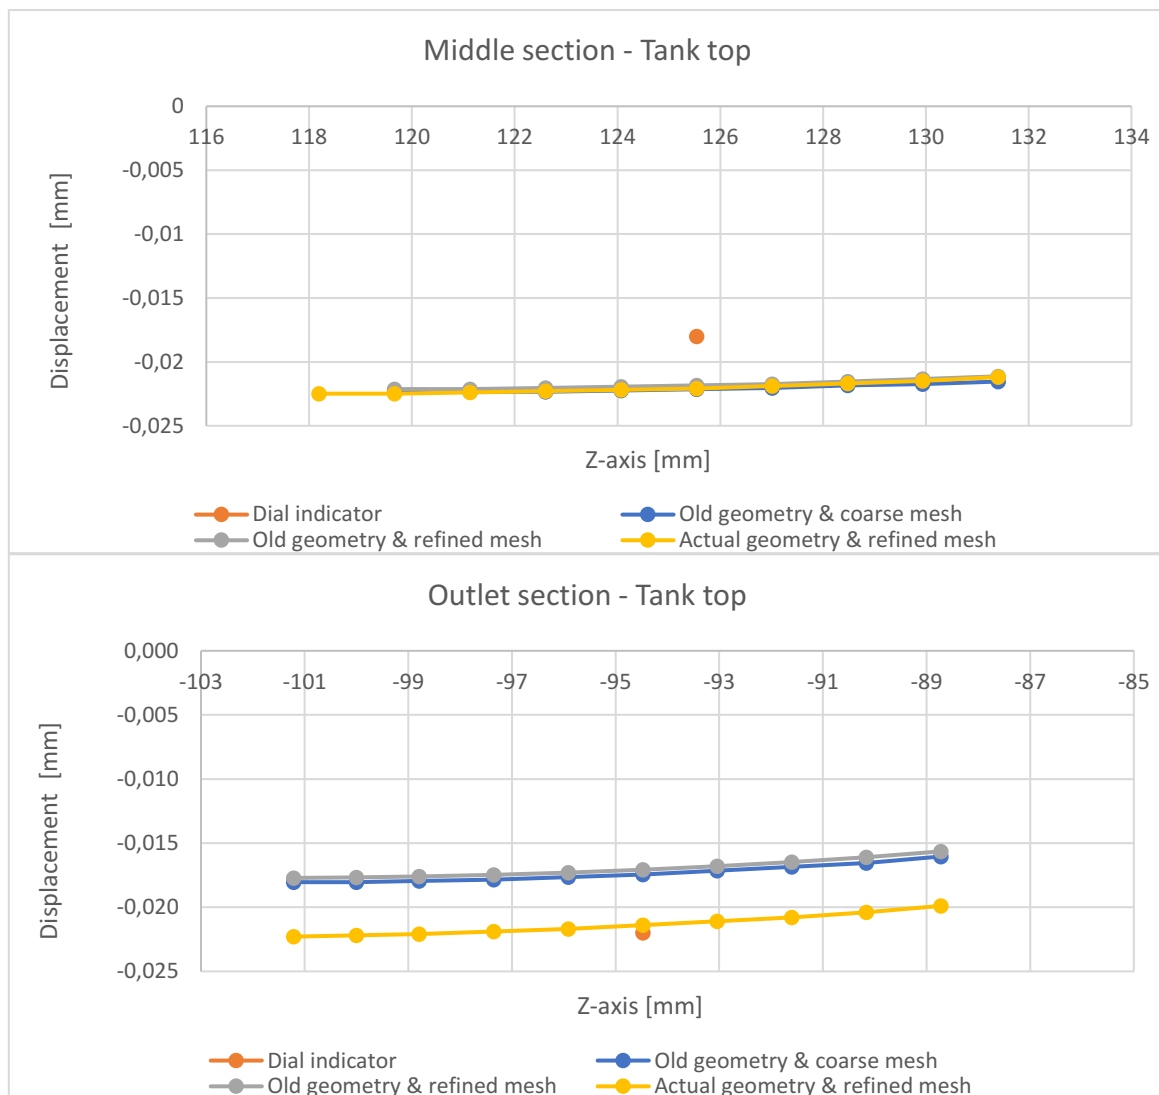 Middle section - Tank top
0
116 118 120 122 124 126 128 130 132 134
-0,005
-0,01
-0,015
-0,02
-0,025
Displacement [mm]
Z-axis [mm]
Dial indicator Old geometry & coarse mesh
Old geometry & refined mesh Actual geometry & refined mesh
Outlet section - Tank top
0,000
-103 -101 -99 -97 -95 -93 -91 -89 -87 -85
-0,005
-0,010
-0,015
-0,020
-0,025
Displacement [mm]
Z-axis [mm]
Dial indicator Old geometry & coarse mesh
Old geometry & refined mesh Actual geometry & refined mesh